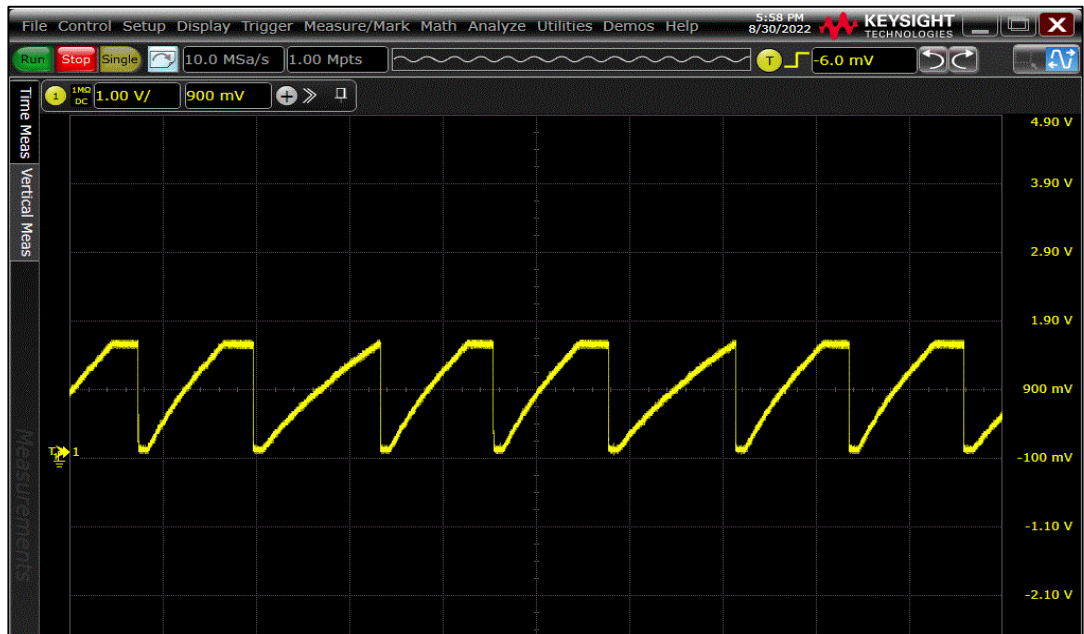 File Control Setup Display Trigger Measure/Mark Math Analyze Utilities Demos Help
5:58 PM
8/30/2022
KEYSIGHT
TECHNOLOGIES
X
Run Stop Single 10.0 MSa/s 1.00 Mpts T -6.0 mV
1 1MΩ DC 1.00 V/ 900 mV
Time Meas
Vertical Meas
Measurements
4.90 V
3.90 V
2.90 V
1.90 V
900 mV
T 1
-100 mV
-1.10 V
-2.10 V